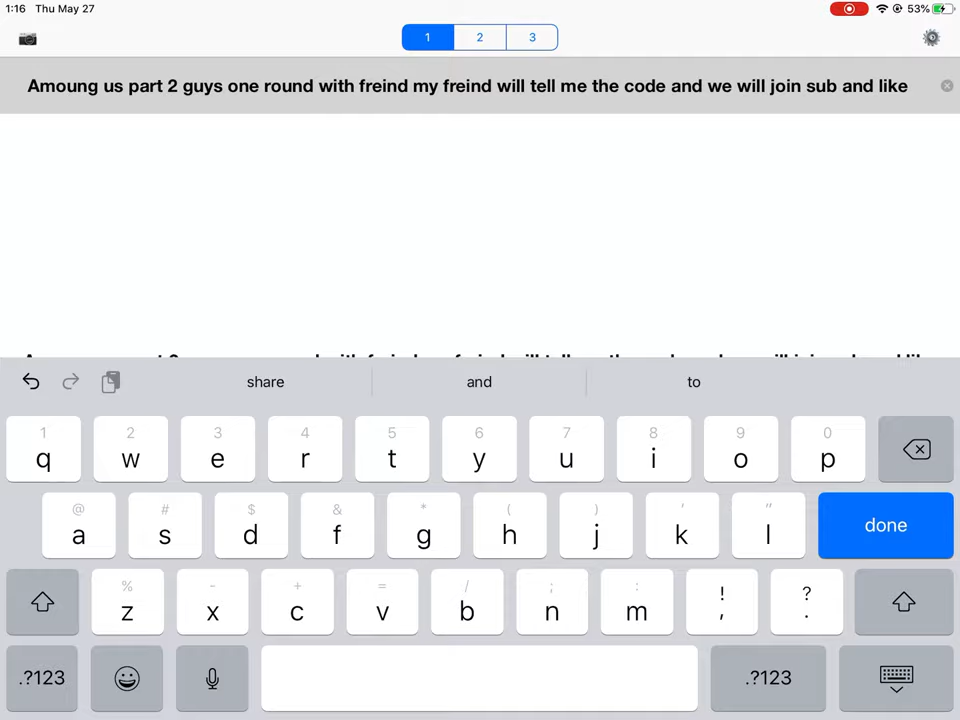 1:16 Thu May 27 53%
1 2 3
Amoung us part 2 guys one round with freind my freind will tell me the code and we will join sub and like
share and to
1 2 3 4 5 6 7 8 9 0
q w e r t y u i o p
@ # $ & * ( ) ' "
a s d f g h j k l done
% - + = / ; : ! ?
z x c v b n m , .
.?123 .?123